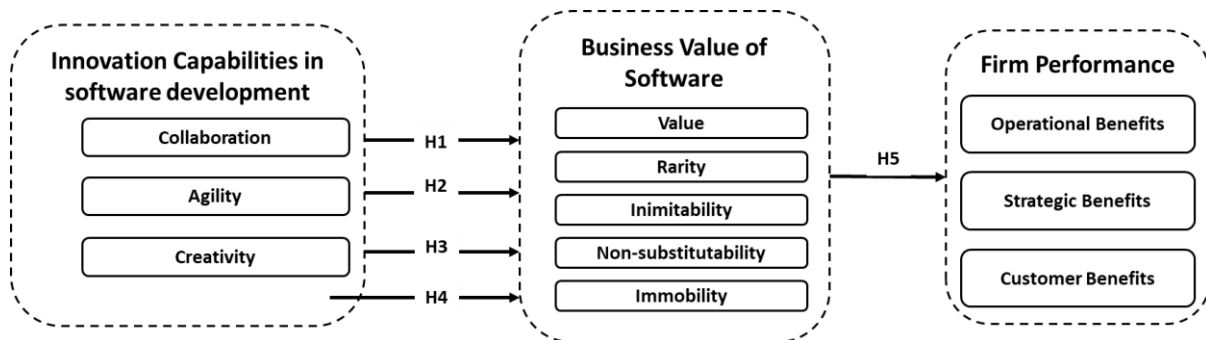 Innovation Capabilities in
software development
Collaboration
Agility
Creativity
H1
H2
H3
H4
Business Value of
Software
Value
Rarity
Inimitability
Non-substitutability
Immobility
H5
Firm Performance
Operational Benefits
Strategic Benefits
Customer Benefits